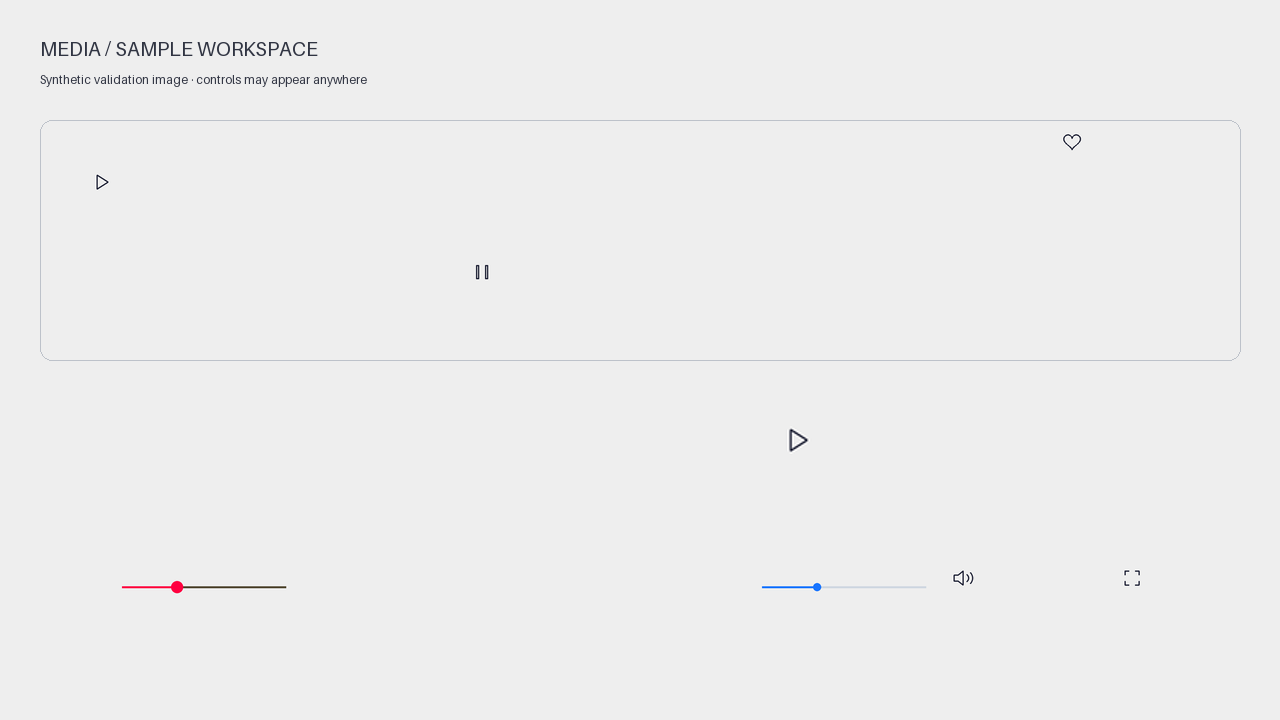 MEDIA / SAMPLE WORKSPACE
Synthetic validation image · controls may appear anywhere